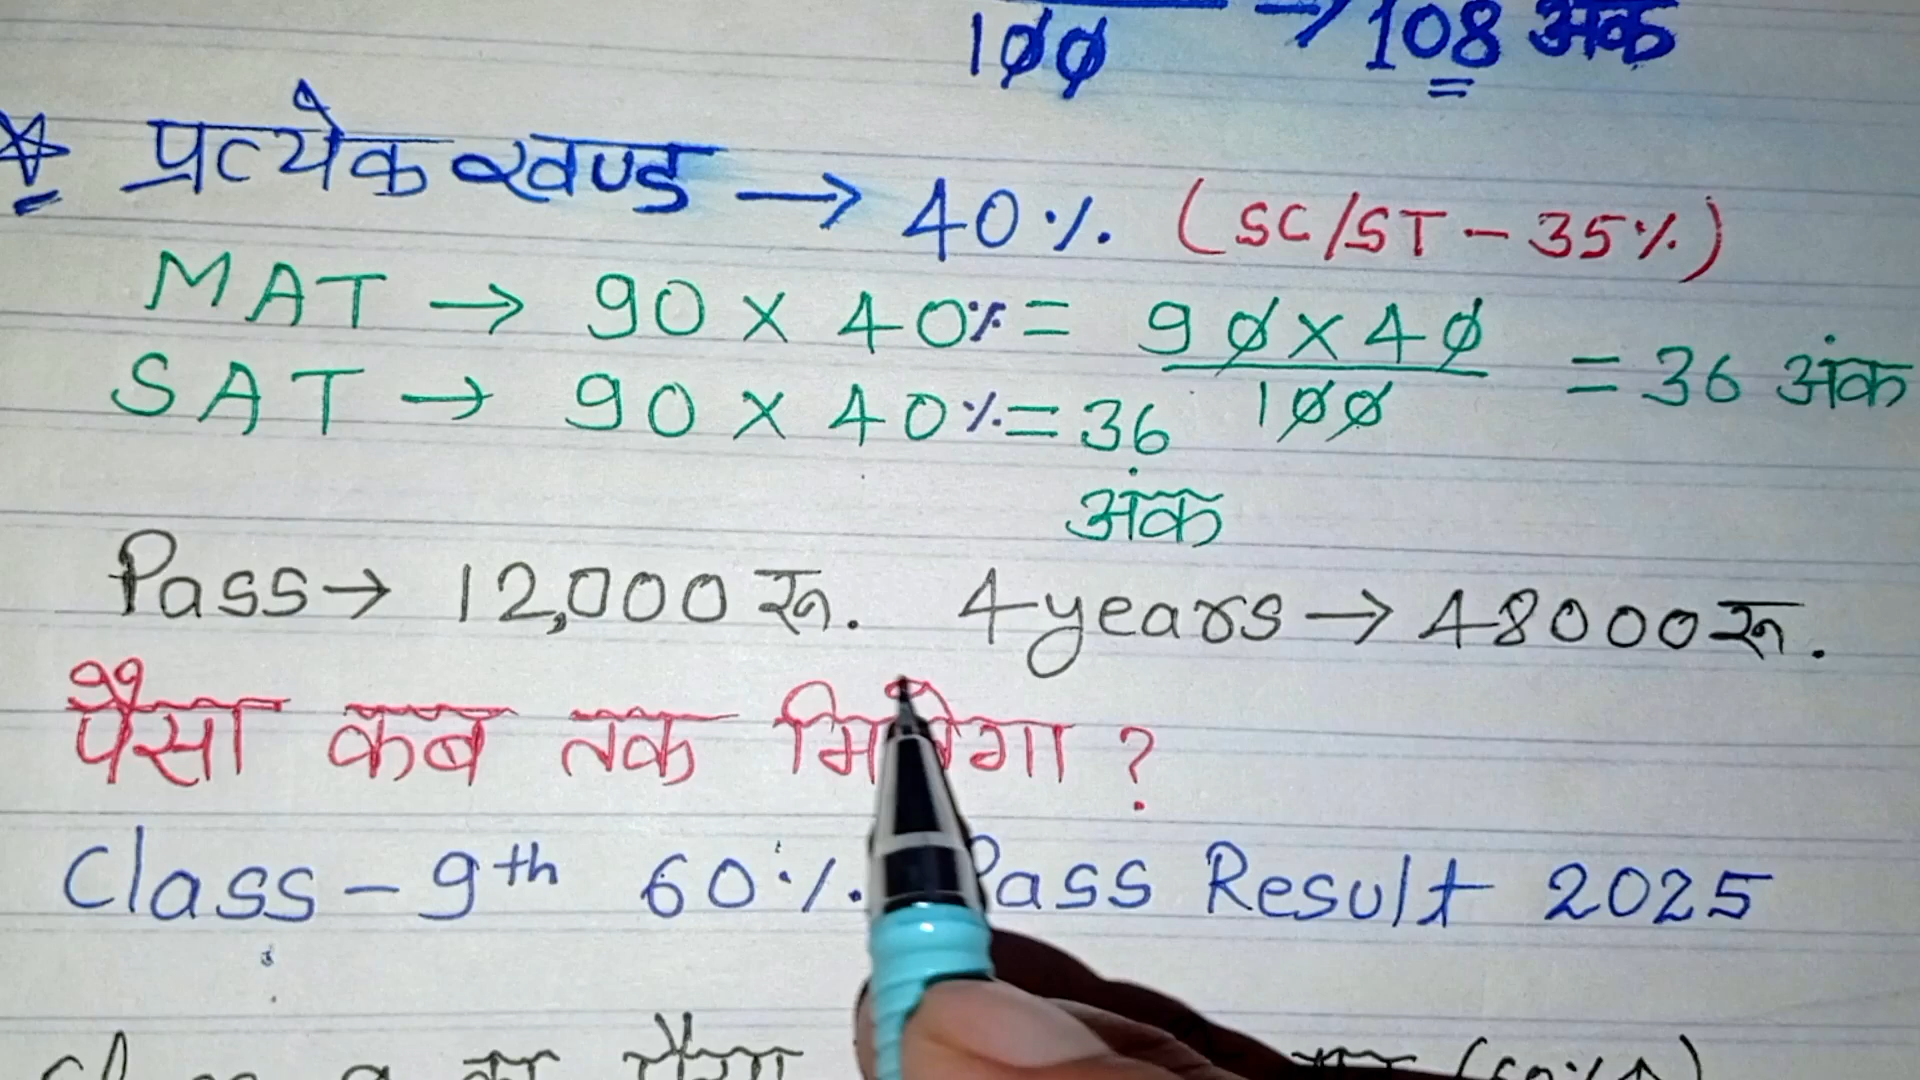 100 → 108 अंक
प्रत्येक खण्ड → 40% (SC/ST - 35%)
MAT → 90 × 40% = 90×40 / 100 = 36 अंक
SAT → 90 × 40% = 36
अंक
Pass → 12,000 रू. 4 years → 48000 रू.
पैसा कब तक मिलेगा ?
Class - 9th 60% Pass Result 2025